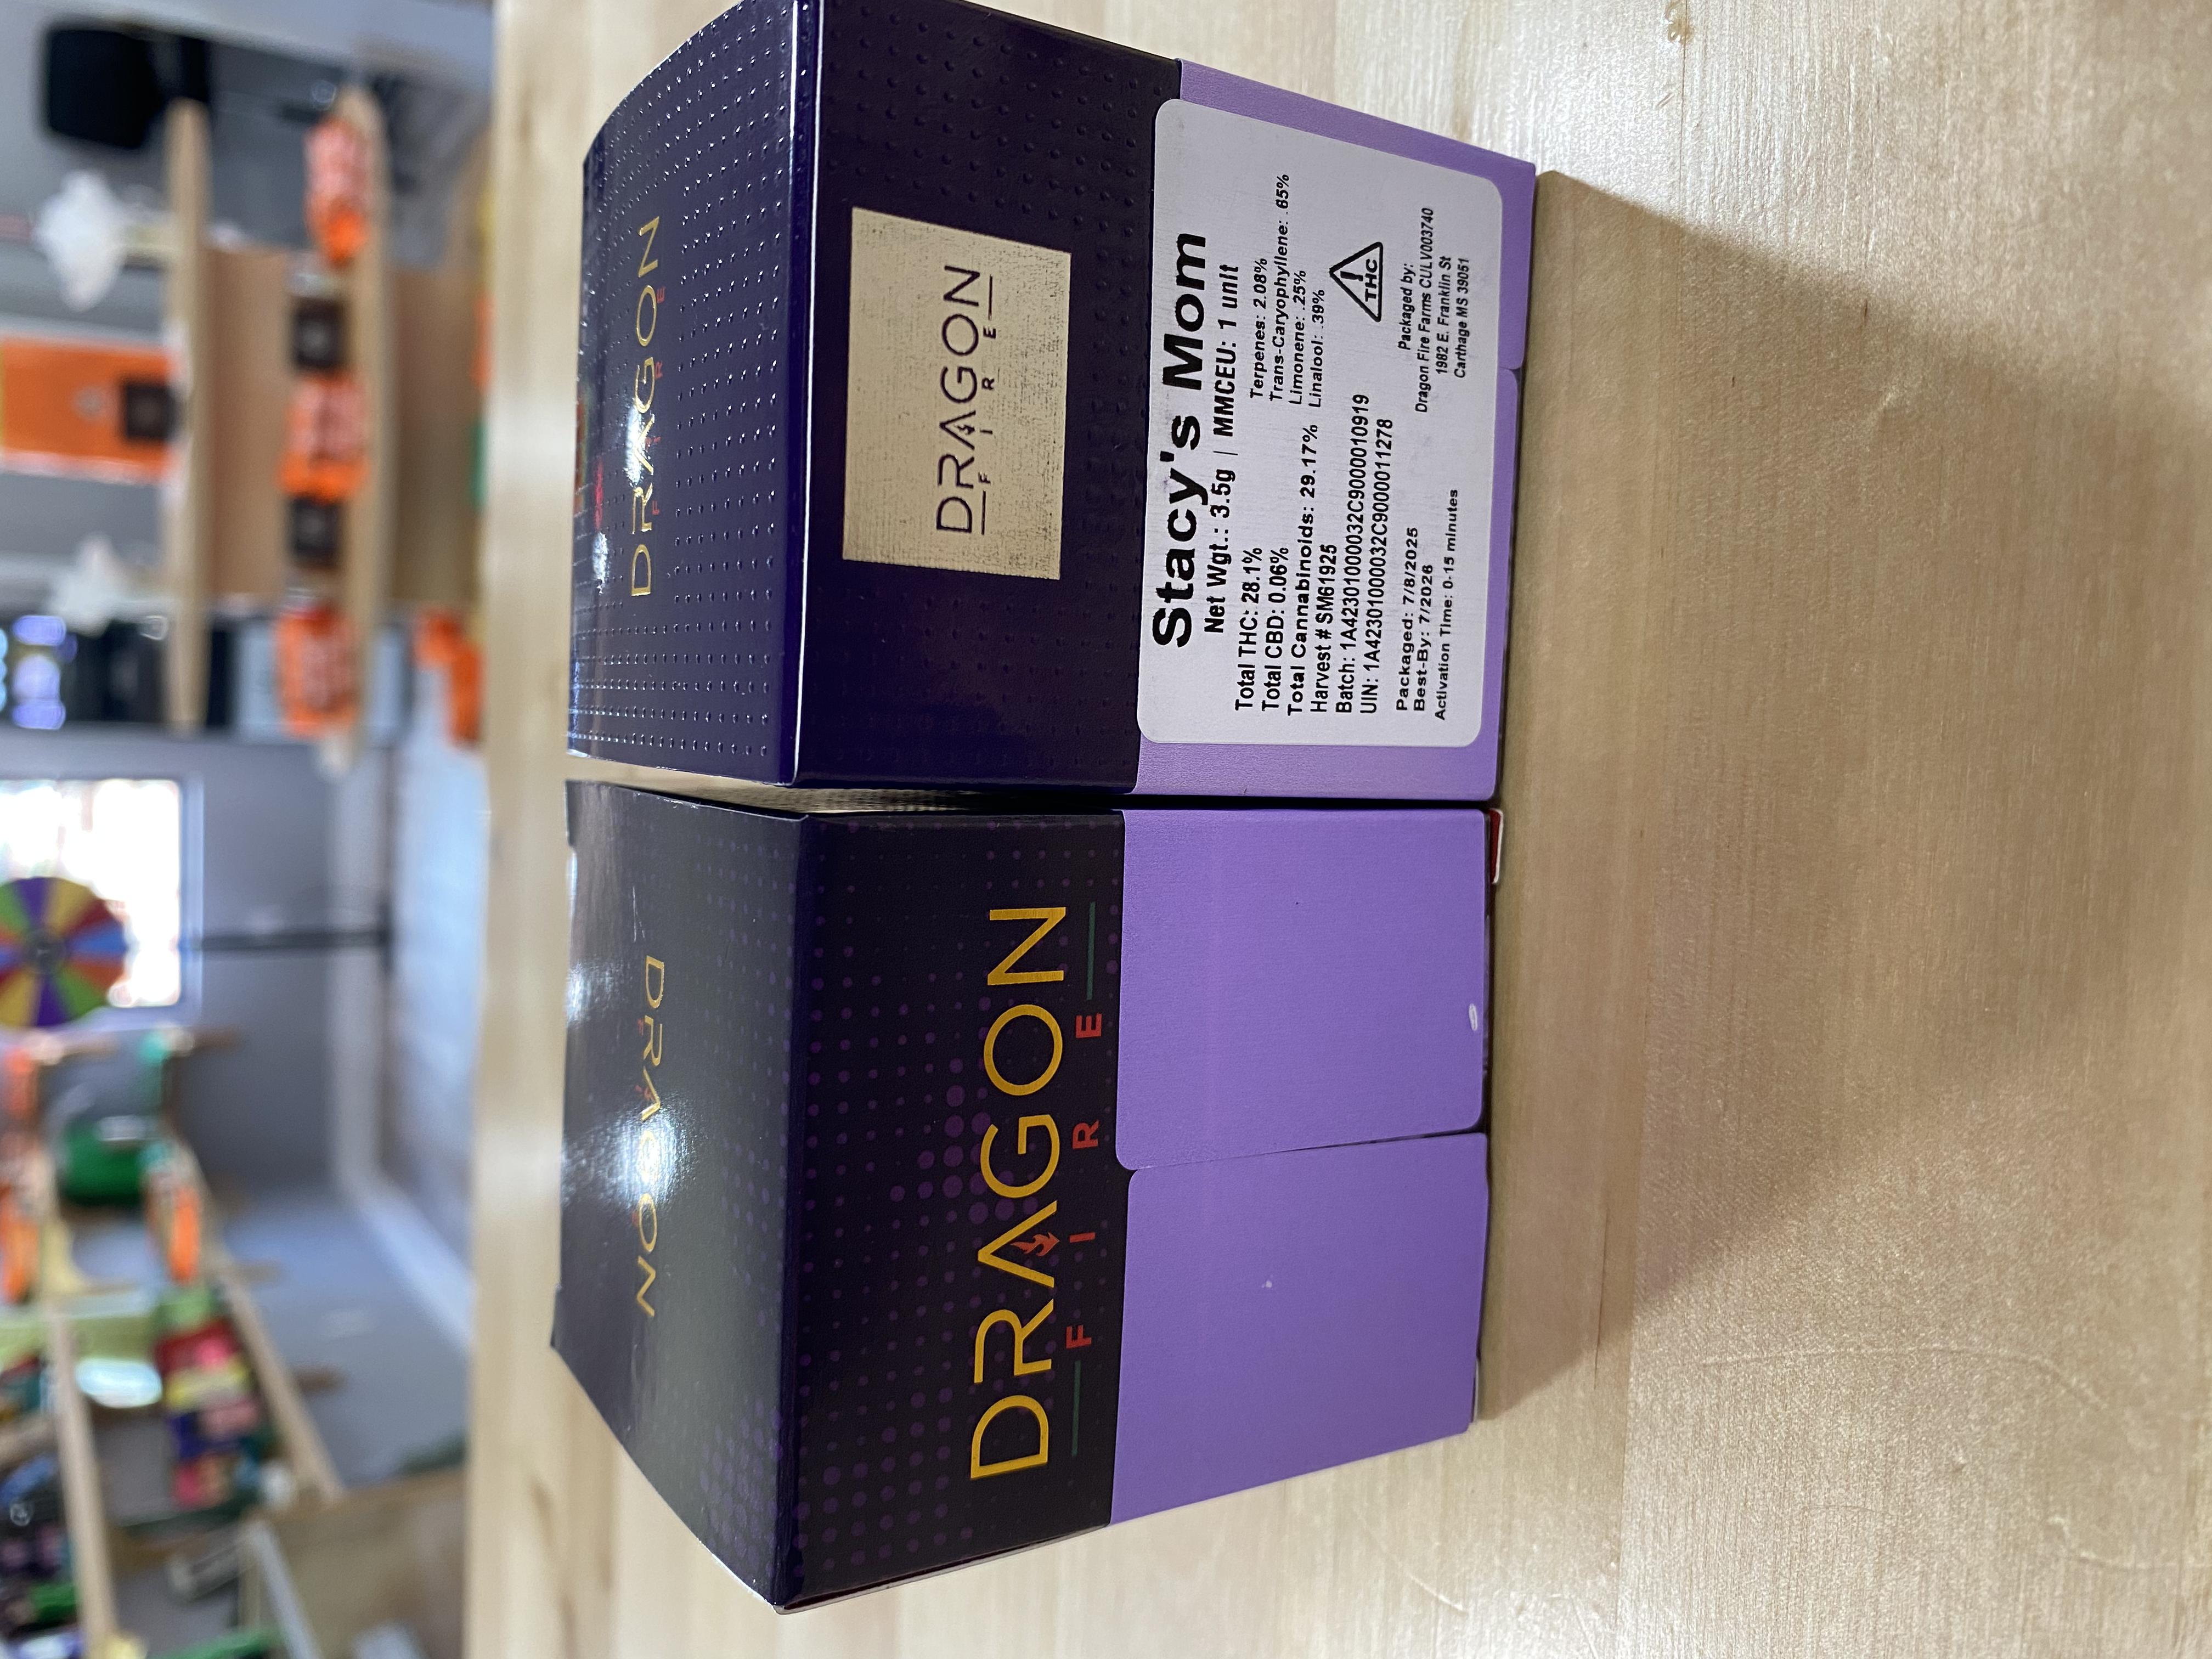 DRAGON
FIRE
DRAGON
FIRE
Stacy's Mom
Net Wgt.: 3.5g | MMCEU: 1 unit
Total THC: 28.1%
Total CBD: 0.06%
Total Cannabinoids: 29.17%
Harvest # SM61925
Batch: 1A42301000032C9000010919
UIN: 1A42301000032C9000011278
Terpenes: 2.08%
Trans-Caryophyllene: .65%
Limonene: .25%
Linalool: .39%
THC
Packaged: 7/8/2025
Best-By: 7/2026
Activation Time: 0-15 minutes
Packaged by:
Dragon Fire Farms CULV003740
1982 E. Franklin St
Carthage MS 39051
DRAGON
DRAGON
FIRE